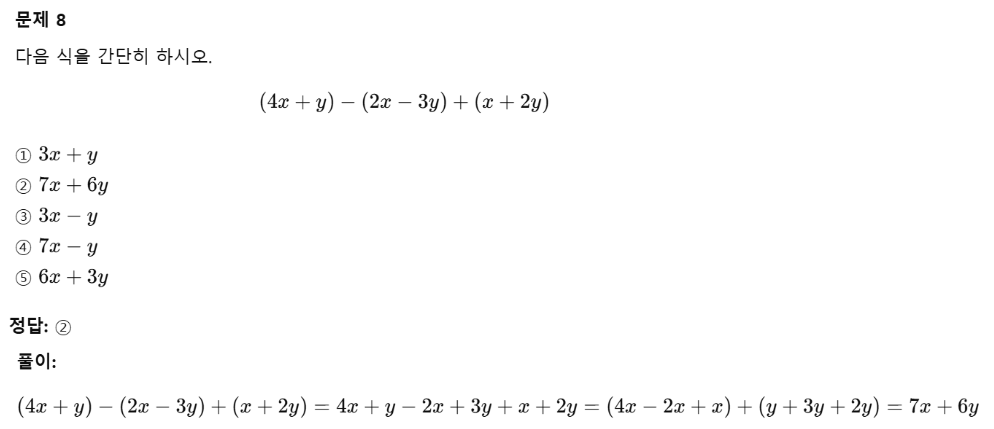 문제 8
다음 식을 간단히 하시오.
(4x + y) − (2x − 3y) + (x + 2y)
① 3x + y
② 7x + 6y
③ 3x − y
④ 7x − y
⑤ 6x + 3y
정답: ②
풀이:
(4x + y) − (2x − 3y) + (x + 2y) = 4x + y − 2x + 3y + x + 2y = (4x − 2x + x) + (y + 3y + 2y) = 7x + 6y